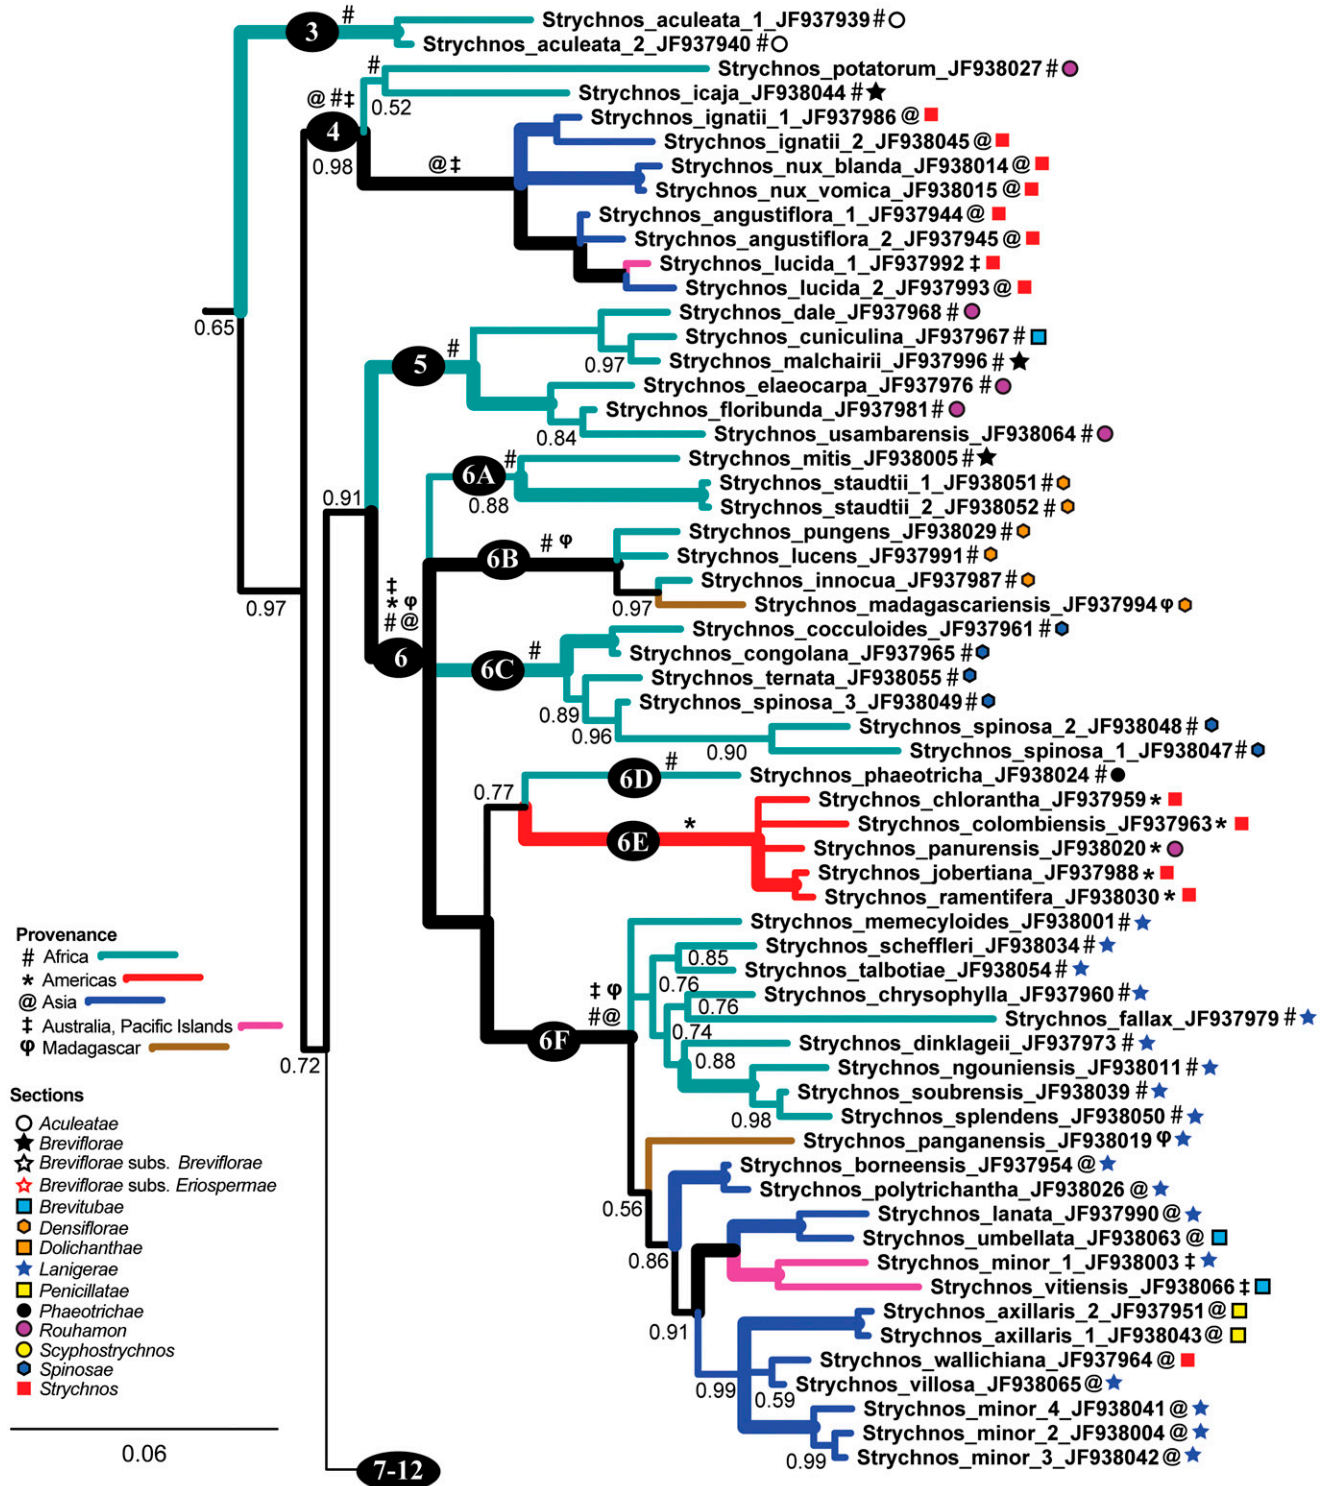 3
#
Strychnos_aculeata_1_JF937939 #
Strychnos_aculeata_2_JF937940 #
#
Strychnos_potatorum_JF938027 #
0.52
Strychnos_icaja_JF938044 #
@ # ‡
4
0.98
@ ‡
Strychnos_ignatii_1_JF937986 @
Strychnos_ignatii_2_JF938045 @
Strychnos_nux_blanda_JF938014 @
Strychnos_nux_vomica_JF938015 @
Strychnos_angustiflora_1_JF937944 @
Strychnos_angustiflora_2_JF937945 @
Strychnos_lucida_1_JF937992 ‡
Strychnos_lucida_2_JF937993 @
0.65
5
#
Strychnos_dale_JF937968 #
Strychnos_cuniculina_JF937967 #
0.97
Strychnos_malchairii_JF937996 #
Strychnos_elaeocarpa_JF937976 #
Strychnos_floribunda_JF937981 #
0.84
Strychnos_usambarensis_JF938064 #
6A
#
0.88
Strychnos_mitis_JF938005 #
Strychnos_staudtii_1_JF938051 #
Strychnos_staudtii_2_JF938052 #
0.91
6B
# φ
Strychnos_pungens_JF938029 #
Strychnos_lucens_JF937991 #
Strychnos_innocua_JF937987 #
0.97
Strychnos_madagascariensis_JF937994 φ
0.97
‡
* φ
# @
6
6C
#
Strychnos_cocculoides_JF937961 #
Strychnos_congolana_JF937965 #
Strychnos_ternata_JF938055 #
0.89
Strychnos_spinosa_3_JF938049 #
0.96
Strychnos_spinosa_2_JF938048 #
0.90
Strychnos_spinosa_1_JF938047 #
0.77
6D
#
Strychnos_phaeotricha_JF938024 #
6E
*
Strychnos_chlorantha_JF937959 *
Strychnos_colombiensis_JF937963 *
Strychnos_panurensis_JF938020 *
Strychnos_jobertiana_JF937988 *
Strychnos_ramentifera_JF938030 *
Strychnos_memecyloides_JF938001 #
Strychnos_scheffleri_JF938034 #
0.85
Strychnos_talbotiae_JF938054 #
0.76
Strychnos_chrysophylla_JF937960 #
0.76
Strychnos_fallax_JF937979 #
0.74
‡ φ
# @
6F
Strychnos_dinklageii_JF937973 #
0.88
Strychnos_ngouniensis_JF938011 #
Strychnos_soubrensis_JF938039 #
0.98
Strychnos_splendens_JF938050 #
Strychnos_panganensis_JF938019 φ
0.56
Strychnos_borneensis_JF937954 @
Strychnos_polytrichantha_JF938026 @
0.86
Strychnos_lanata_JF937990 @
Strychnos_umbellata_JF938063 @
Strychnos_minor_1_JF938003 ‡
Strychnos_vitiensis_JF938066 ‡
0.91
Strychnos_axillaris_2_JF937951 @
Strychnos_axillaris_1_JF938043 @
0.99
Strychnos_wallichiana_JF937964 @
0.59
Strychnos_villosa_JF938065 @
Strychnos_minor_4_JF938041 @
Strychnos_minor_2_JF938004 @
0.99
Strychnos_minor_3_JF938042 @
0.72
7-12
Provenance
# Africa
* Americas
@ Asia
‡ Australia, Pacific Islands
φ Madagascar
Sections
Aculeatae
Breviflorae
Breviflorae subs. Breviflorae
Breviflorae subs. Eriospermae
Brevitubae
Densiflorae
Dolichanthae
Lanigerae
Penicillatae
Phaeotrichae
Rouhamon
Scyphostrychnos
Spinosae
Strychnos
0.06